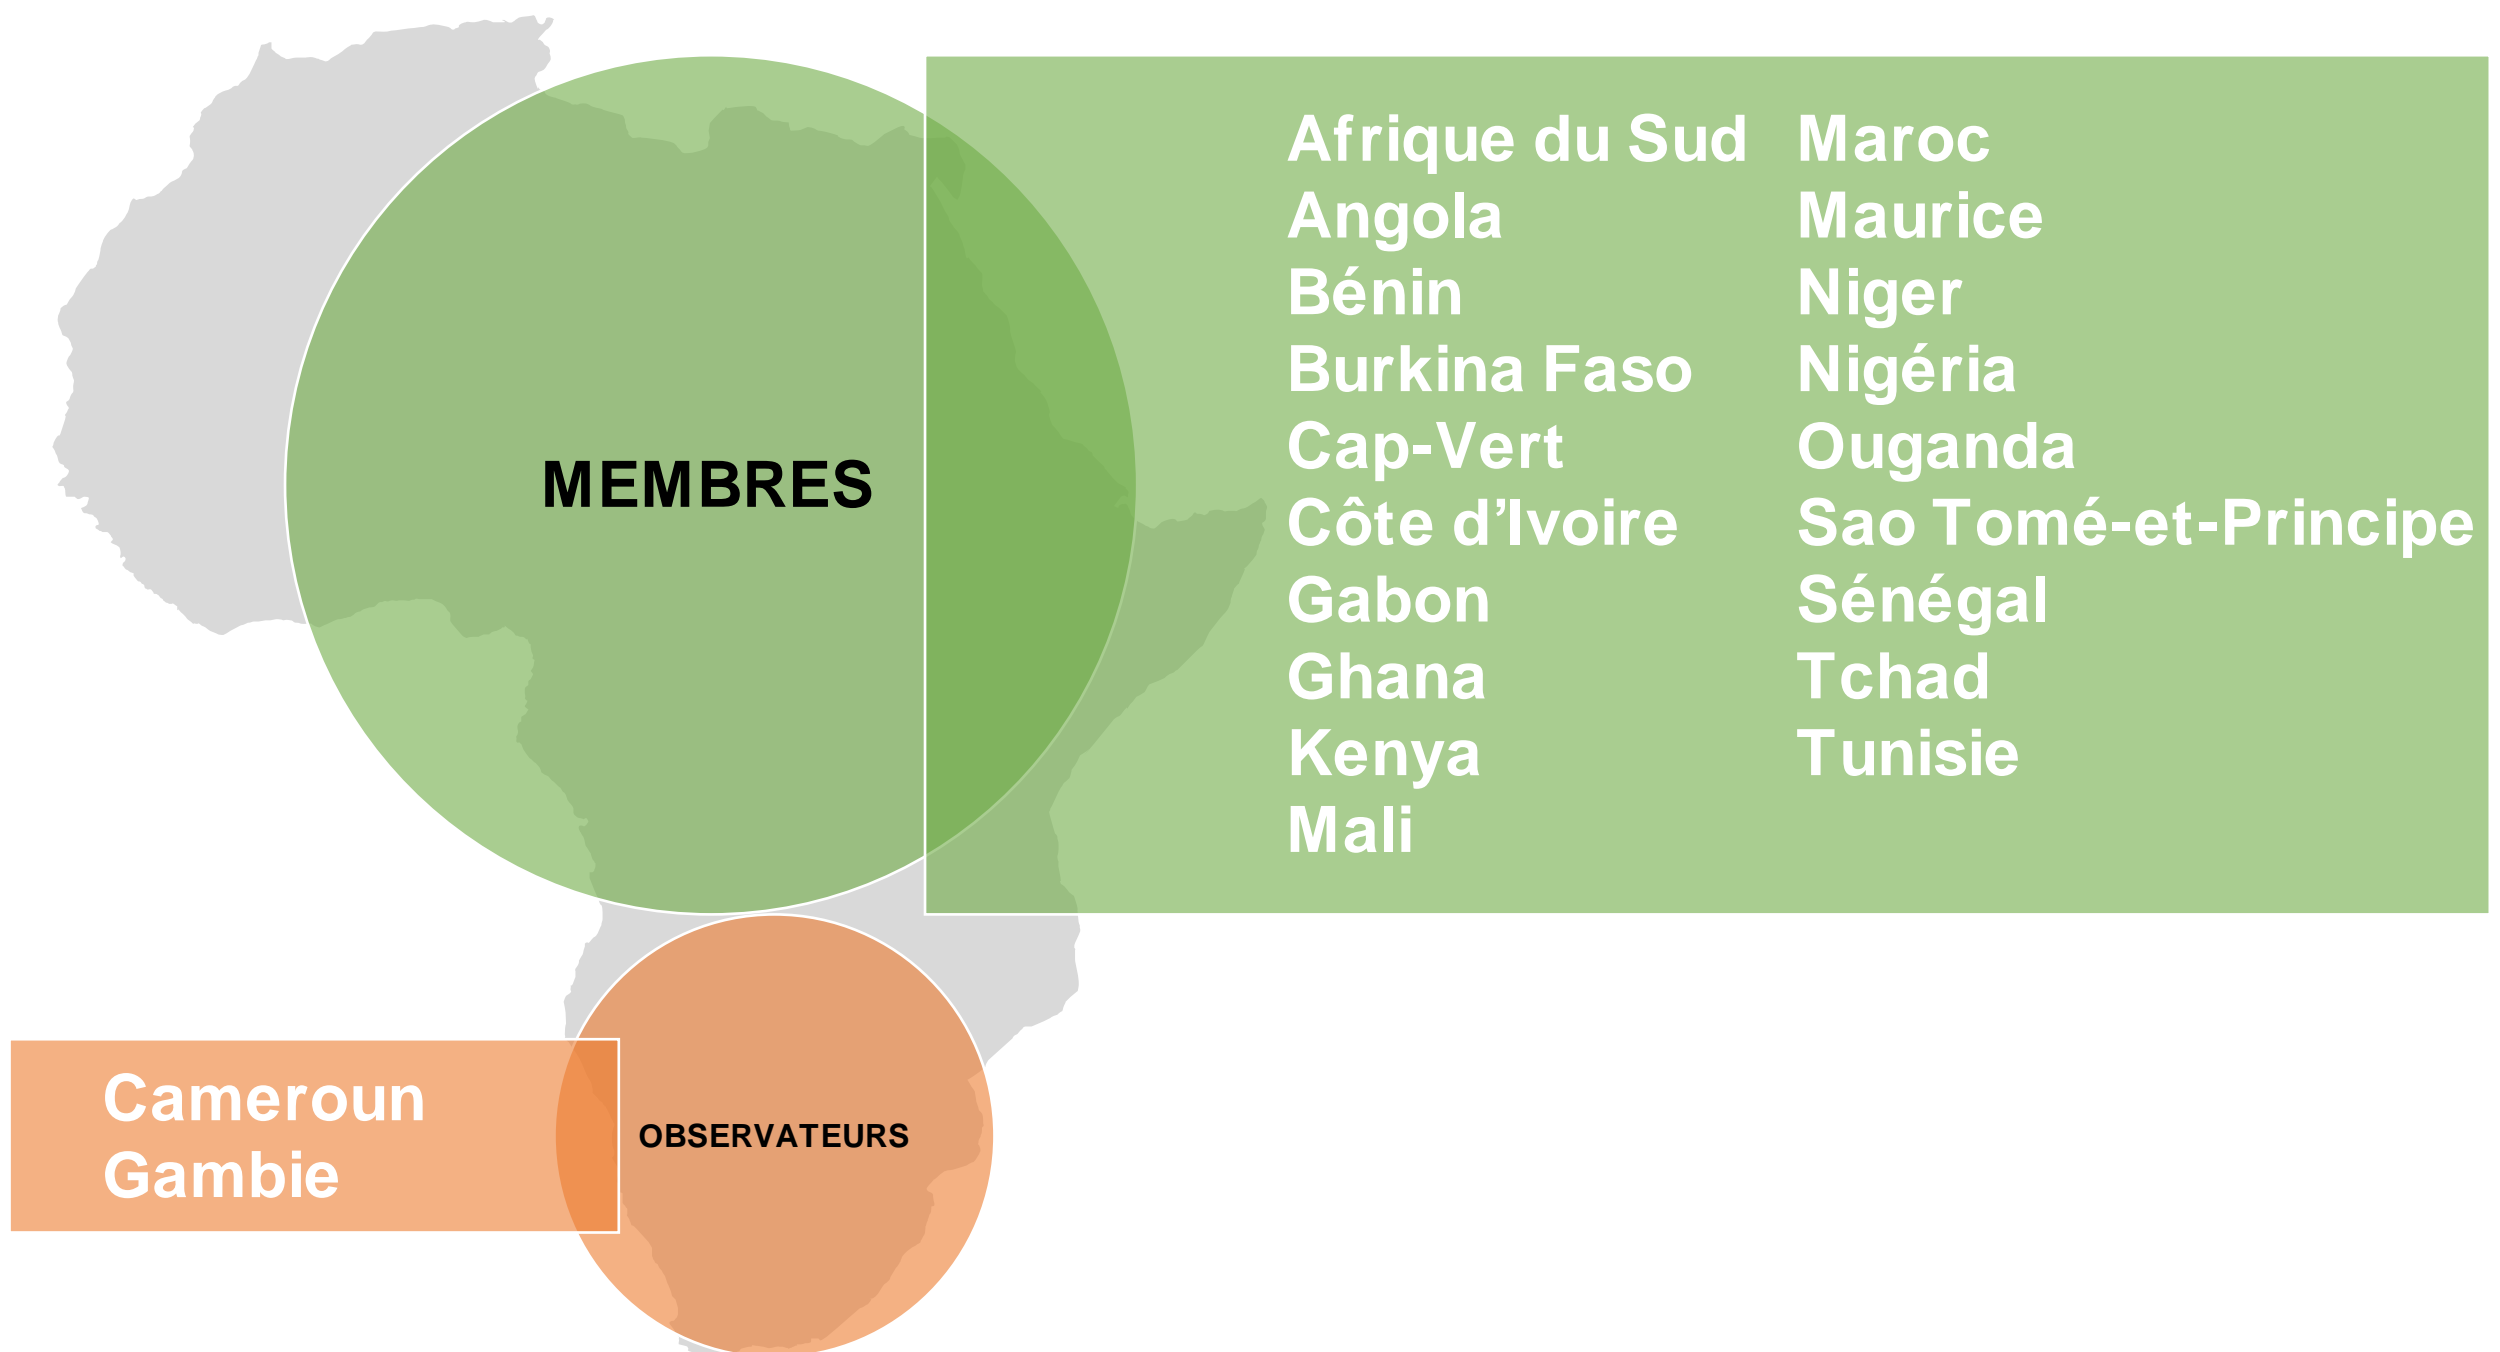 MEMBRES
Afrique du Sud
Angola
Bénin
Burkina Faso
Cap-Vert
Côte d'Ivoire
Gabon
Ghana
Kenya
Mali
Maroc
Maurice
Niger
Nigéria
Ouganda
Sao Tomé-et-Principe
Sénégal
Tchad
Tunisie
Cameroun
Gambie
OBSERVATEURS